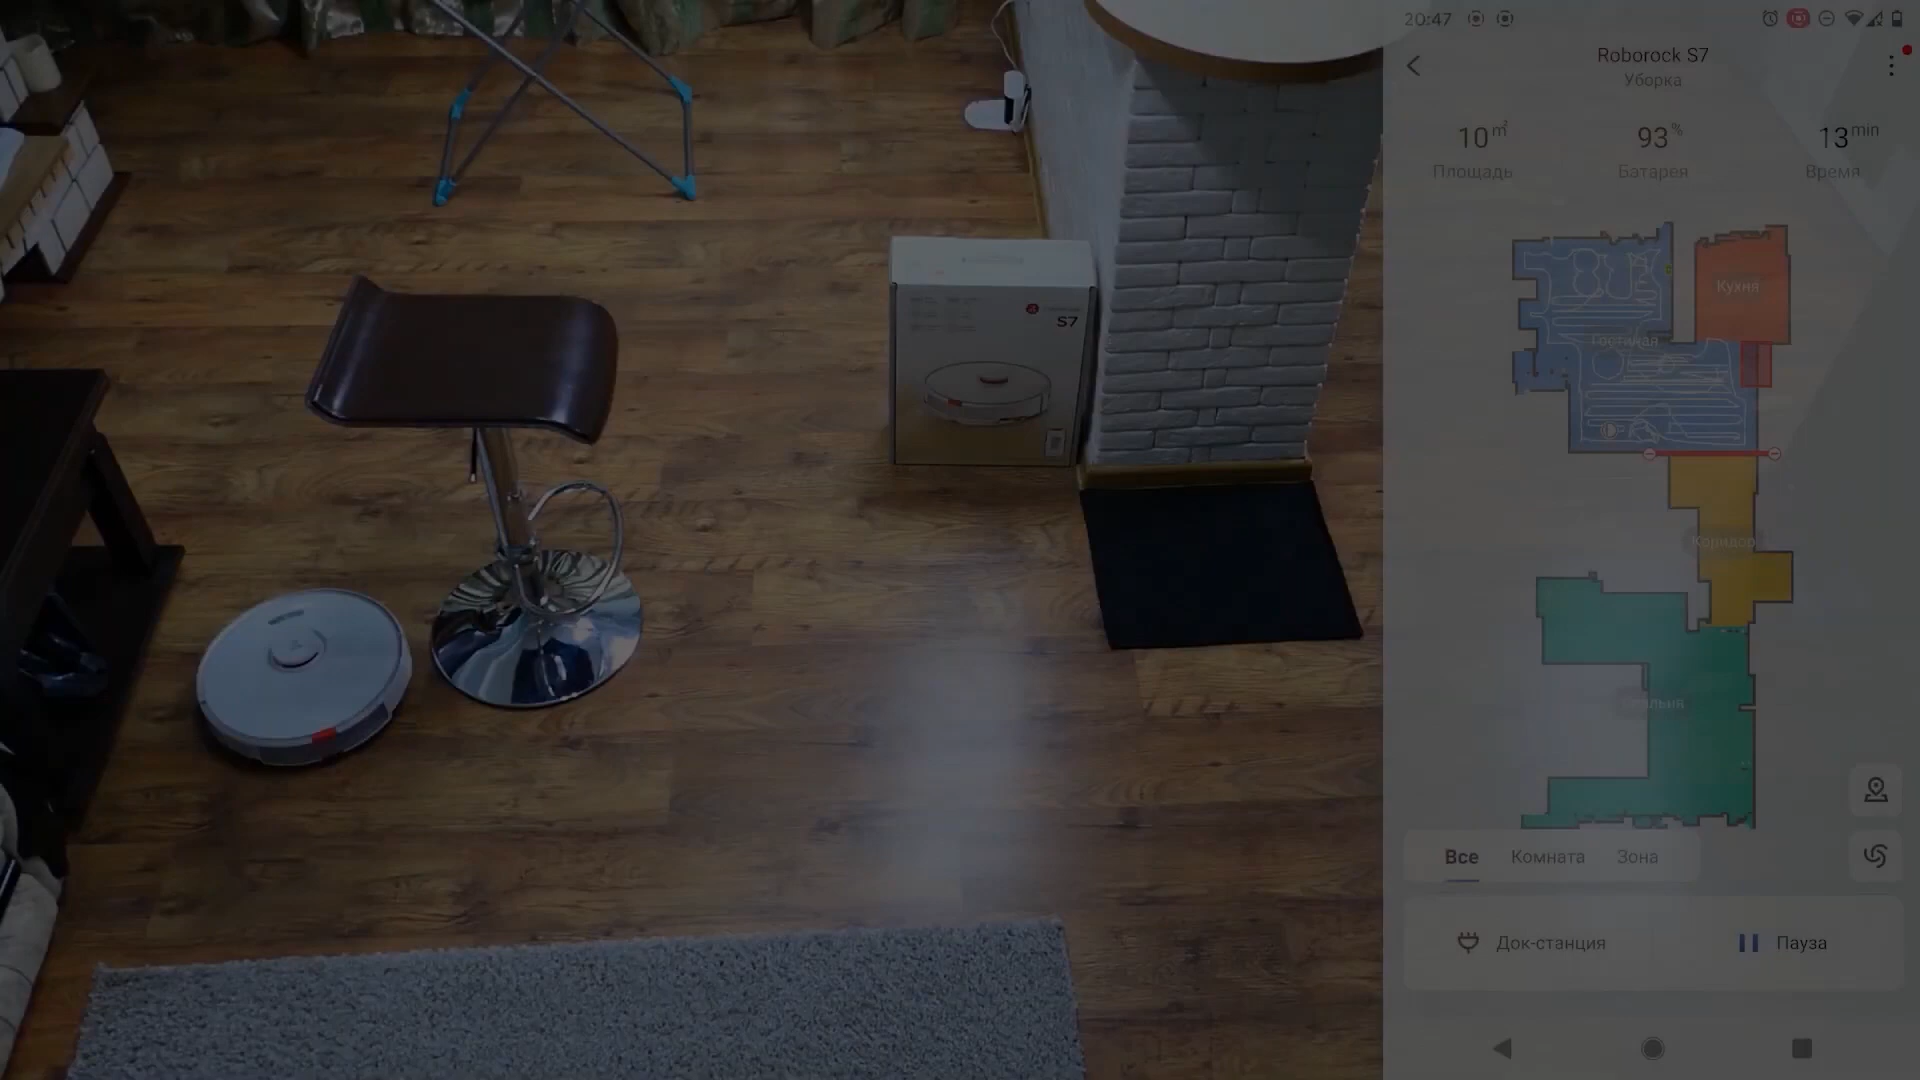 20:47
Roborock S7
Уборка
10 m²
93 %
13 min
Площадь
Батарея
Время
Кухня
Гостиная
Коридор
S7
Все
Комната
Зона
Док-станция
Пауза